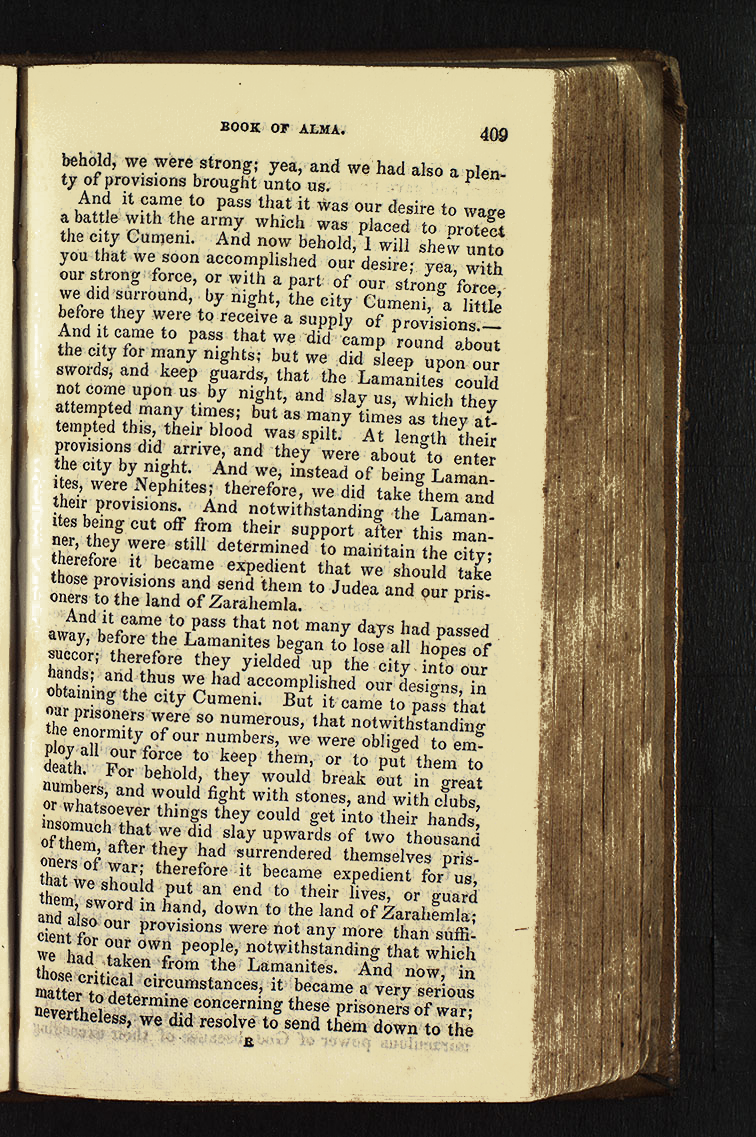 BOOK OF ALMA. 409
behold, we were strong; yea, and we had also a plen-
ty of provisions brought unto us.
And it came to pass that it was our desire to wage
a battle with the army which was placed to protect
the city Cumeni. And now behold, I will shew unto
you that we soon accomplished our desire; yea, with
our strong force, or with a part of our strong force,
we did surround, by night, the city Cumeni, a little
before they were to receive a supply of provisions.—
And it came to pass that we did camp round about
the city for many nights; but we did sleep upon our
swords, and keep guards, that the Lamanites could
not come upon us by night, and slay us, which they
attempted many times; but as many times as they at-
tempted this, their blood was spilt. At length their
provisions did arrive, and they were about to enter
the city by night. And we, instead of being Laman-
ites, were Nephites; therefore, we did take them and
their provisions. And notwithstanding the Laman-
ites being cut off from their support after this man-
ner, they were still determined to maintain the city;
therefore it became expedient that we should take
those provisions and send them to Judea and our pris-
oners to the land of Zarahemla.
And it came to pass that not many days had passed
away, before the Lamanites began to lose all hopes of
succor; therefore they yielded up the city into our
hands; and thus we had accomplished our designs, in
obtaining the city Cumeni. But it came to pass that
our prisoners were so numerous, that notwithstanding
the enormity of our numbers, we were obliged to em-
ploy all our force to keep them, or to put them to
death. For behold, they would break out in great
numbers, and would fight with stones, and with clubs,
or whatsoever things they could get into their hands,
insomuch that we did slay upwards of two thousand
of them, after they had surrendered themselves pris-
oners of war; therefore it became expedient for us,
that we should put an end to their lives, or guard
them, sword in hand, down to the land of Zarahemla;
and also our provisions were not any more than suffi-
cient for our own people, notwithstanding that which
we had taken from the Lamanites. And now, in
those critical circumstances, it became a very serious
matter to determine concerning these prisoners of war;
nevertheless, we did resolve to send them down to the
R